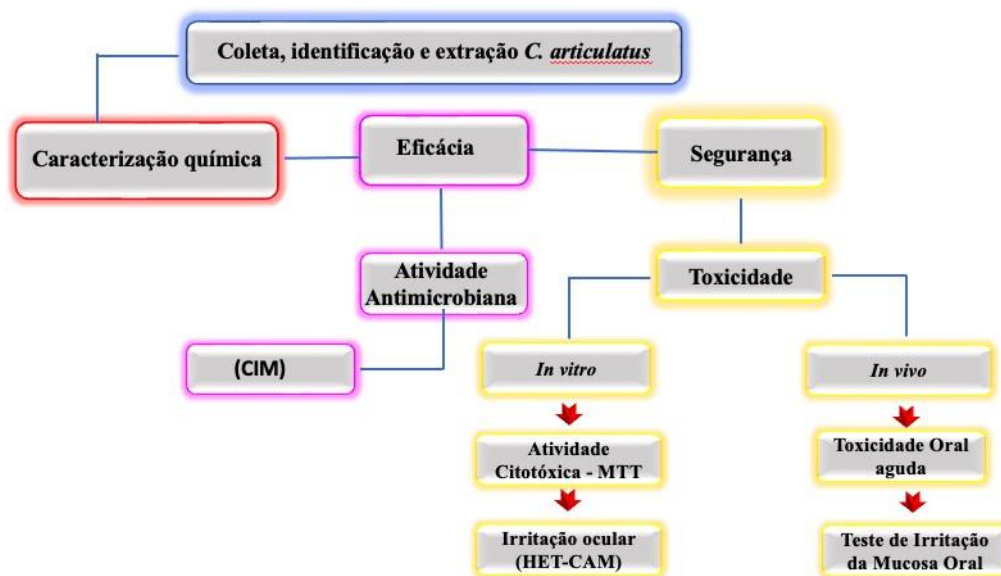 Coleta, identificação e extração C. articulatus
Caracterização química
Eficácia
Segurança
Atividade
Antimicrobiana
Toxicidade
(CIM)
In vitro
In vivo
Atividade
Citotóxica - MTT
Toxicidade Oral
aguda
Irritação ocular
(HET-CAM)
Teste de Irritação
da Mucosa Oral